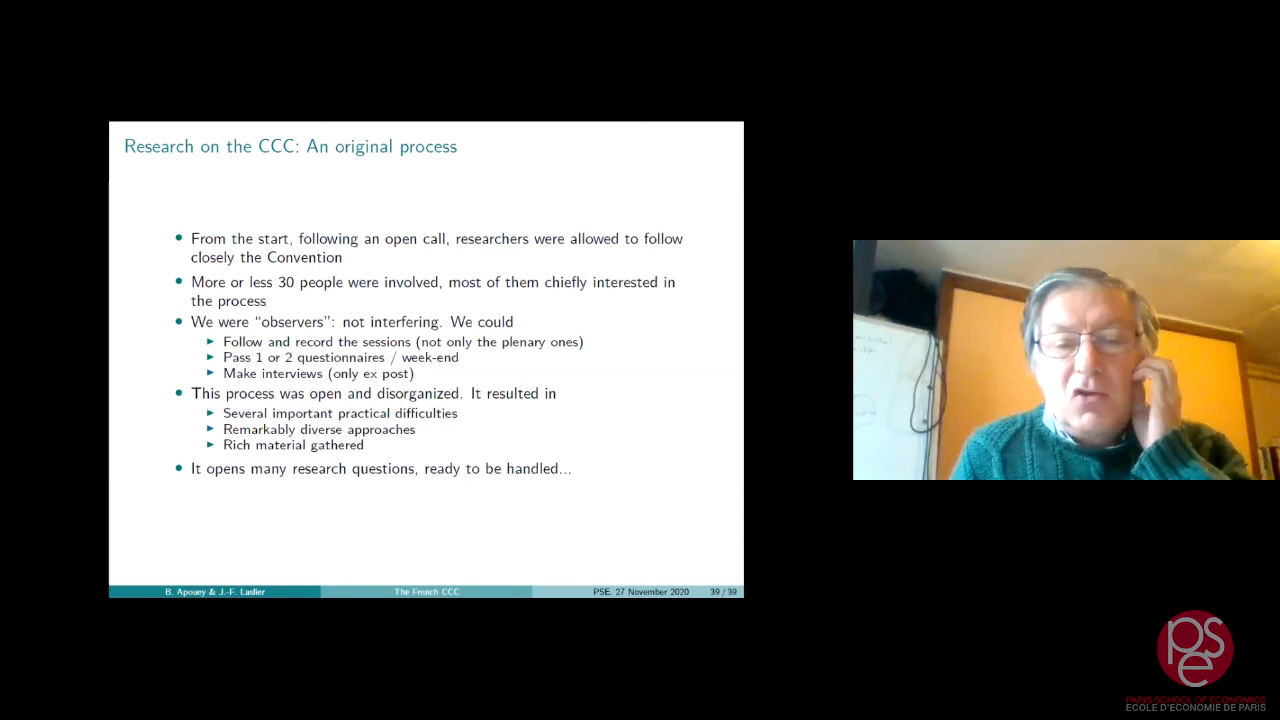 Research on the CCC: An original process
• From the start, following an open call, researchers were allowed to follow
closely the Convention
• More or less 30 people were involved, most of them chiefly interested in
the process
• We were “observers”: not interfering. We could
▶ Follow and record the sessions (not only the plenary ones)
▶ Pass 1 or 2 questionnaires / week-end
▶ Make interviews (only ex post)
• This process was open and disorganized. It resulted in
▶ Several important practical difficulties
▶ Remarkably diverse approaches
▶ Rich material gathered
• It opens many research questions, ready to be handled...
B. Apouey & J.-F. Laslier The French CCC PSE, 27 November 2020 39 / 39
pse
PARIS SCHOOL OF ECONOMICS
ECOLE D'ECONOMIE DE PARIS